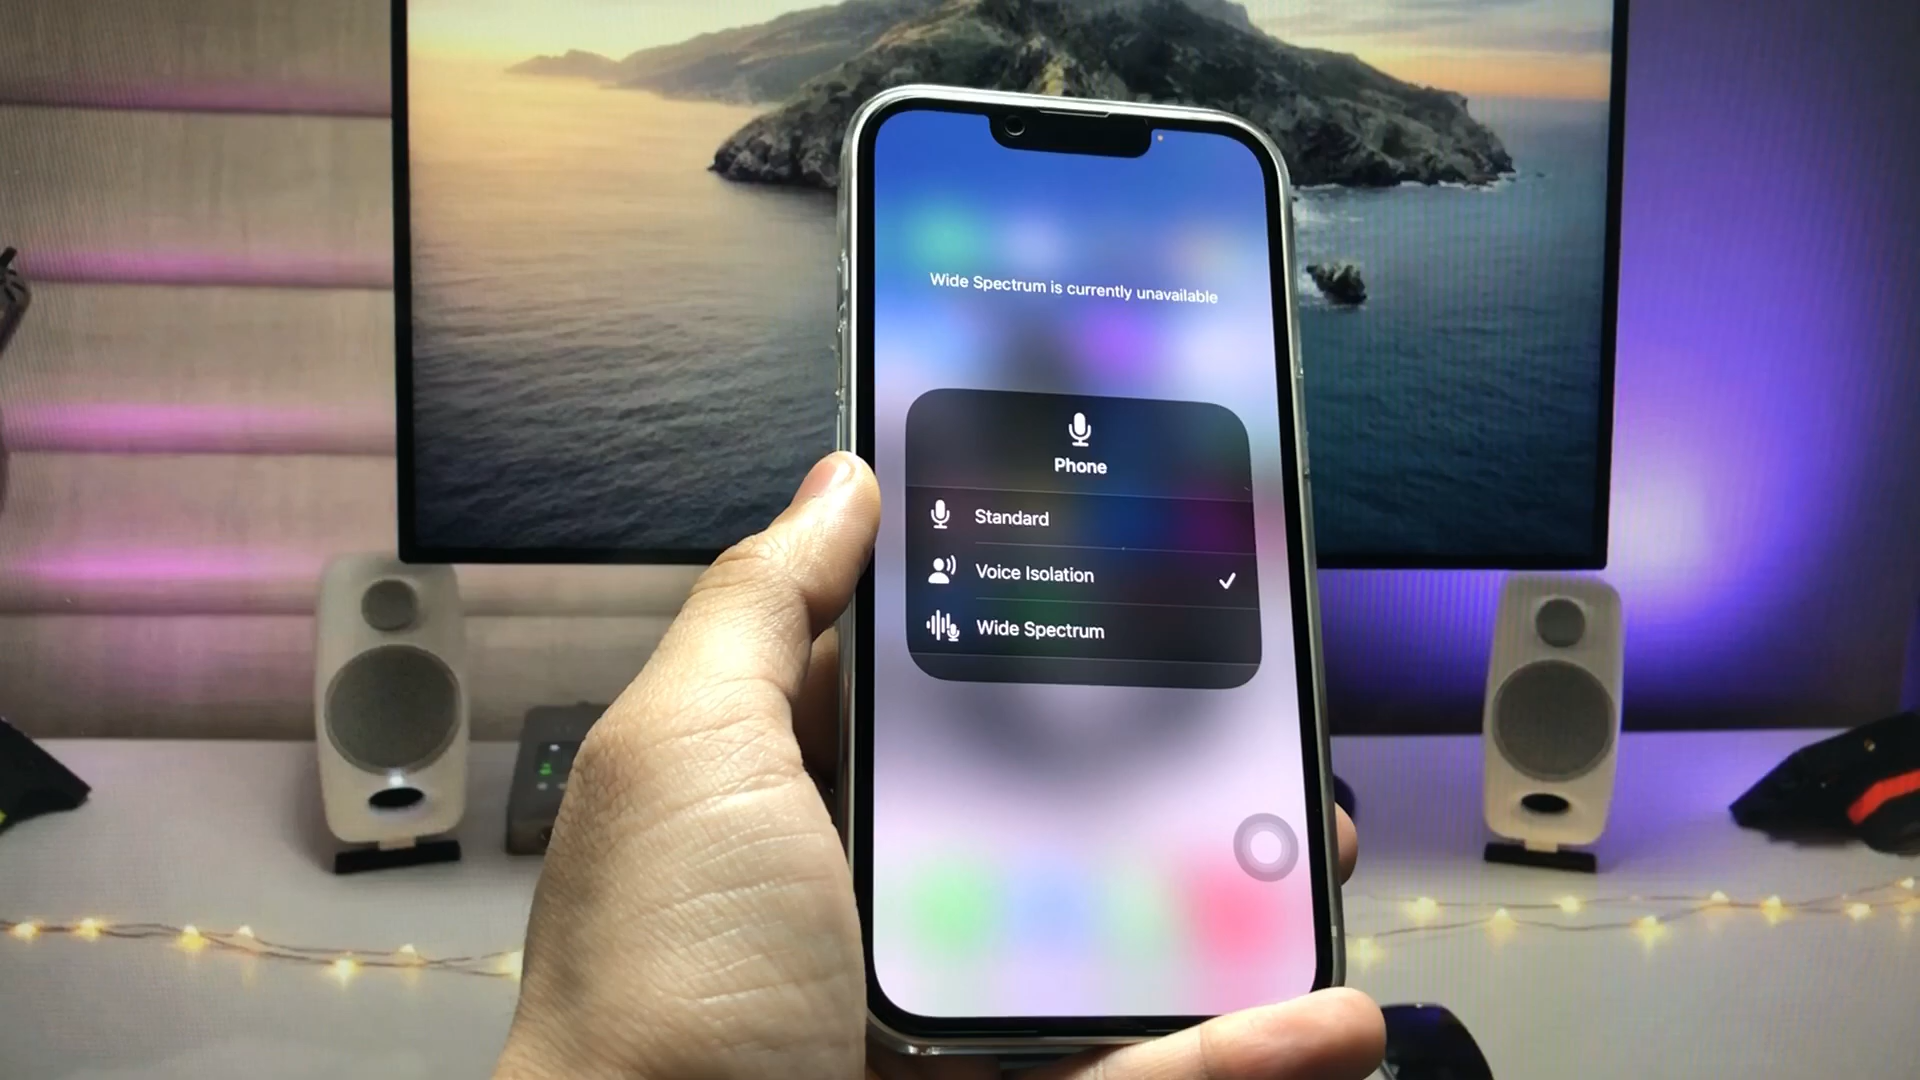 Wide Spectrum is currently unavailable
Phone
Standard
Voice Isolation
Wide Spectrum